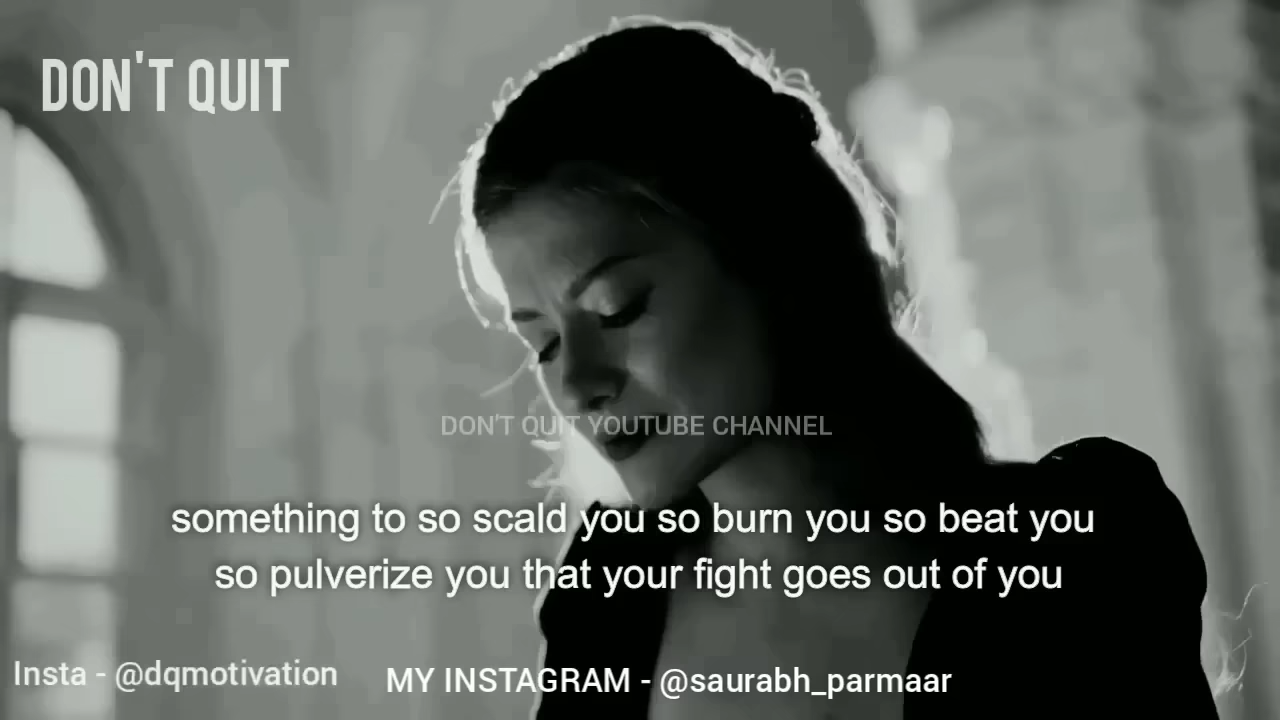 DON'T QUIT
DON'T QUIT YOUTUBE CHANNEL
something to so scald you so burn you so beat you
so pulverize you that your fight goes out of you
Insta - @dqmotivation
MY INSTAGRAM - @saurabh_parmaar